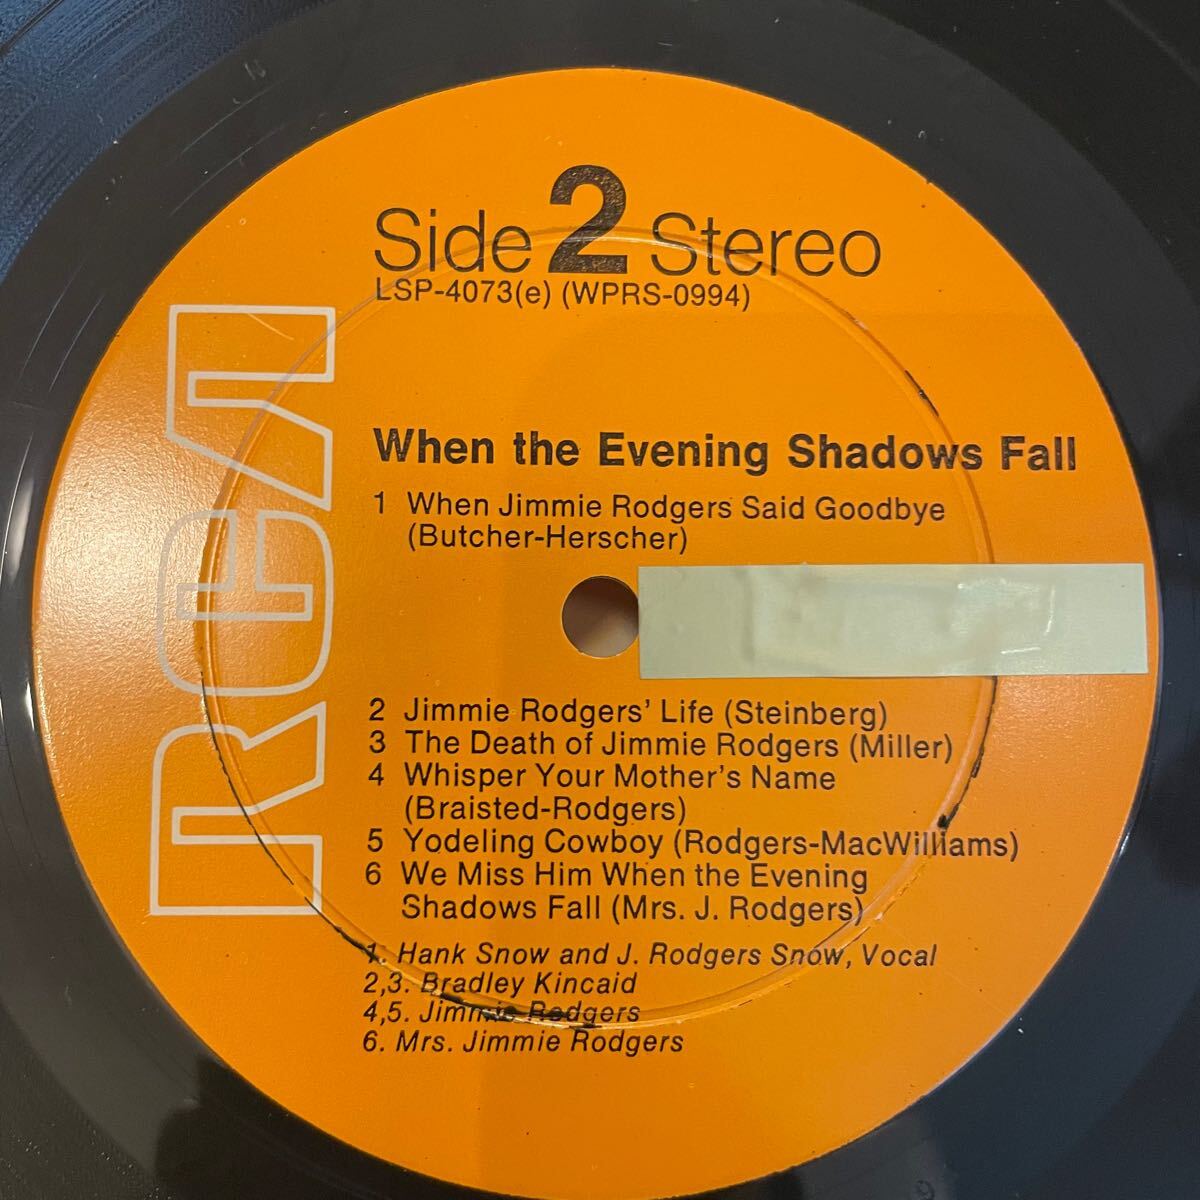 Side 2 Stereo
LSP-4073(e) (WPRS-0994)
RCA
When the Evening Shadows Fall
1 When Jimmie Rodgers Said Goodbye
(Butcher-Herscher)
2 Jimmie Rodgers' Life (Steinberg)
3 The Death of Jimmie Rodgers (Miller)
4 Whisper Your Mother's Name
(Braisted-Rodgers)
5 Yodeling Cowboy (Rodgers-MacWilliams)
6 We Miss Him When the Evening
Shadows Fall (Mrs. J. Rodgers)
1. Hank Snow and J. Rodgers Snow, Vocal
2,3. Bradley Kincaid
4,5. Jimmie Rodgers
6. Mrs. Jimmie Rodgers